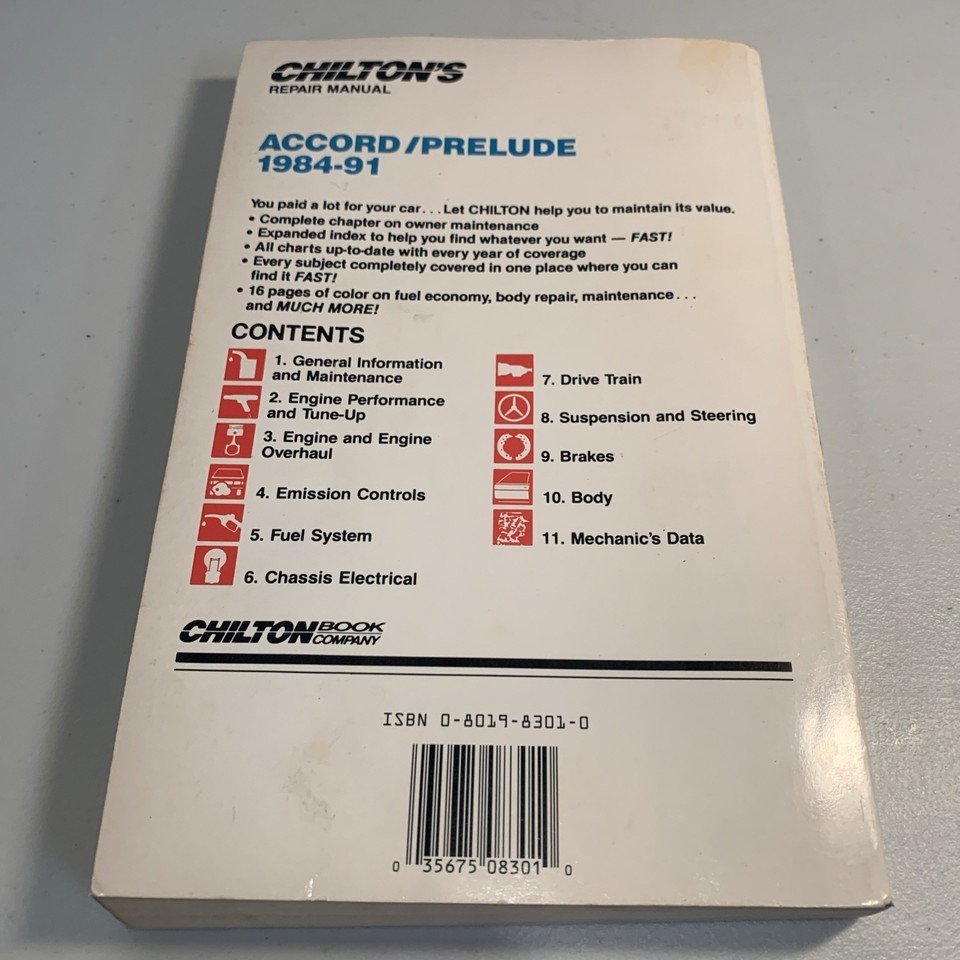 CHILTON'S
REPAIR MANUAL
ACCORD/PRELUDE
1984-91
You paid a lot for your car... Let CHILTON help you to maintain its value.
• Complete chapter on owner maintenance
• Expanded index to help you find whatever you want — FAST!
• All charts up-to-date with every year of coverage
• Every subject completely covered in one place where you can
find it FAST!
• 16 pages of color on fuel economy, body repair, maintenance...
and MUCH MORE!
CONTENTS
1. General Information
and Maintenance
2. Engine Performance
and Tune-Up
3. Engine and Engine
Overhaul
4. Emission Controls
5. Fuel System
6. Chassis Electrical
7. Drive Train
8. Suspension and Steering
9. Brakes
10. Body
11. Mechanic's Data
CHILTON BOOK
COMPANY
ISBN 0-8019-8301-0
0 35675 08301 0